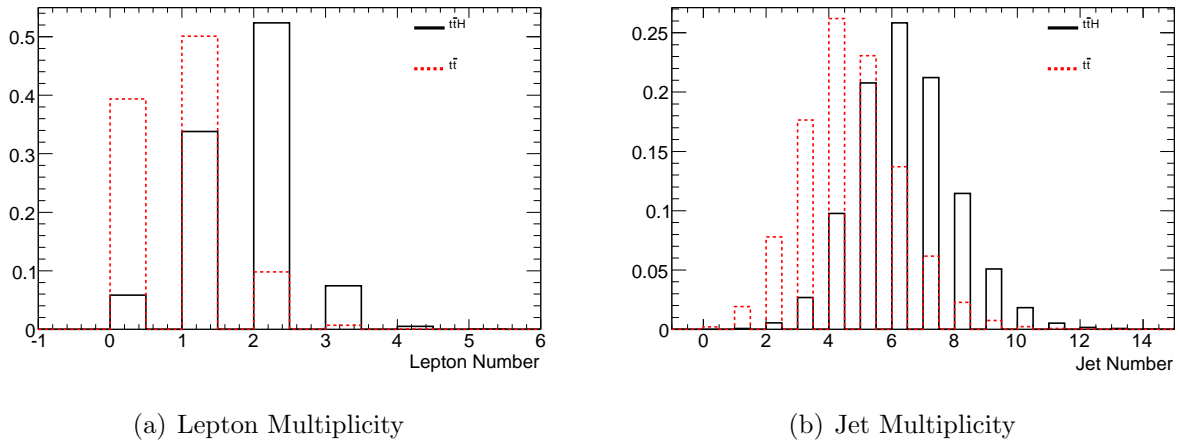 0.5
0.4
0.3
0.2
0.1
0
-1 0 1 2 3 4 5 6
Lepton Number
tt̄H
tt̄
(a) Lepton Multiplicity
0.25
0.2
0.15
0.1
0.05
0
0 2 4 6 8 10 12 14
Jet Number
tt̄H
tt̄
(b) Jet Multiplicity